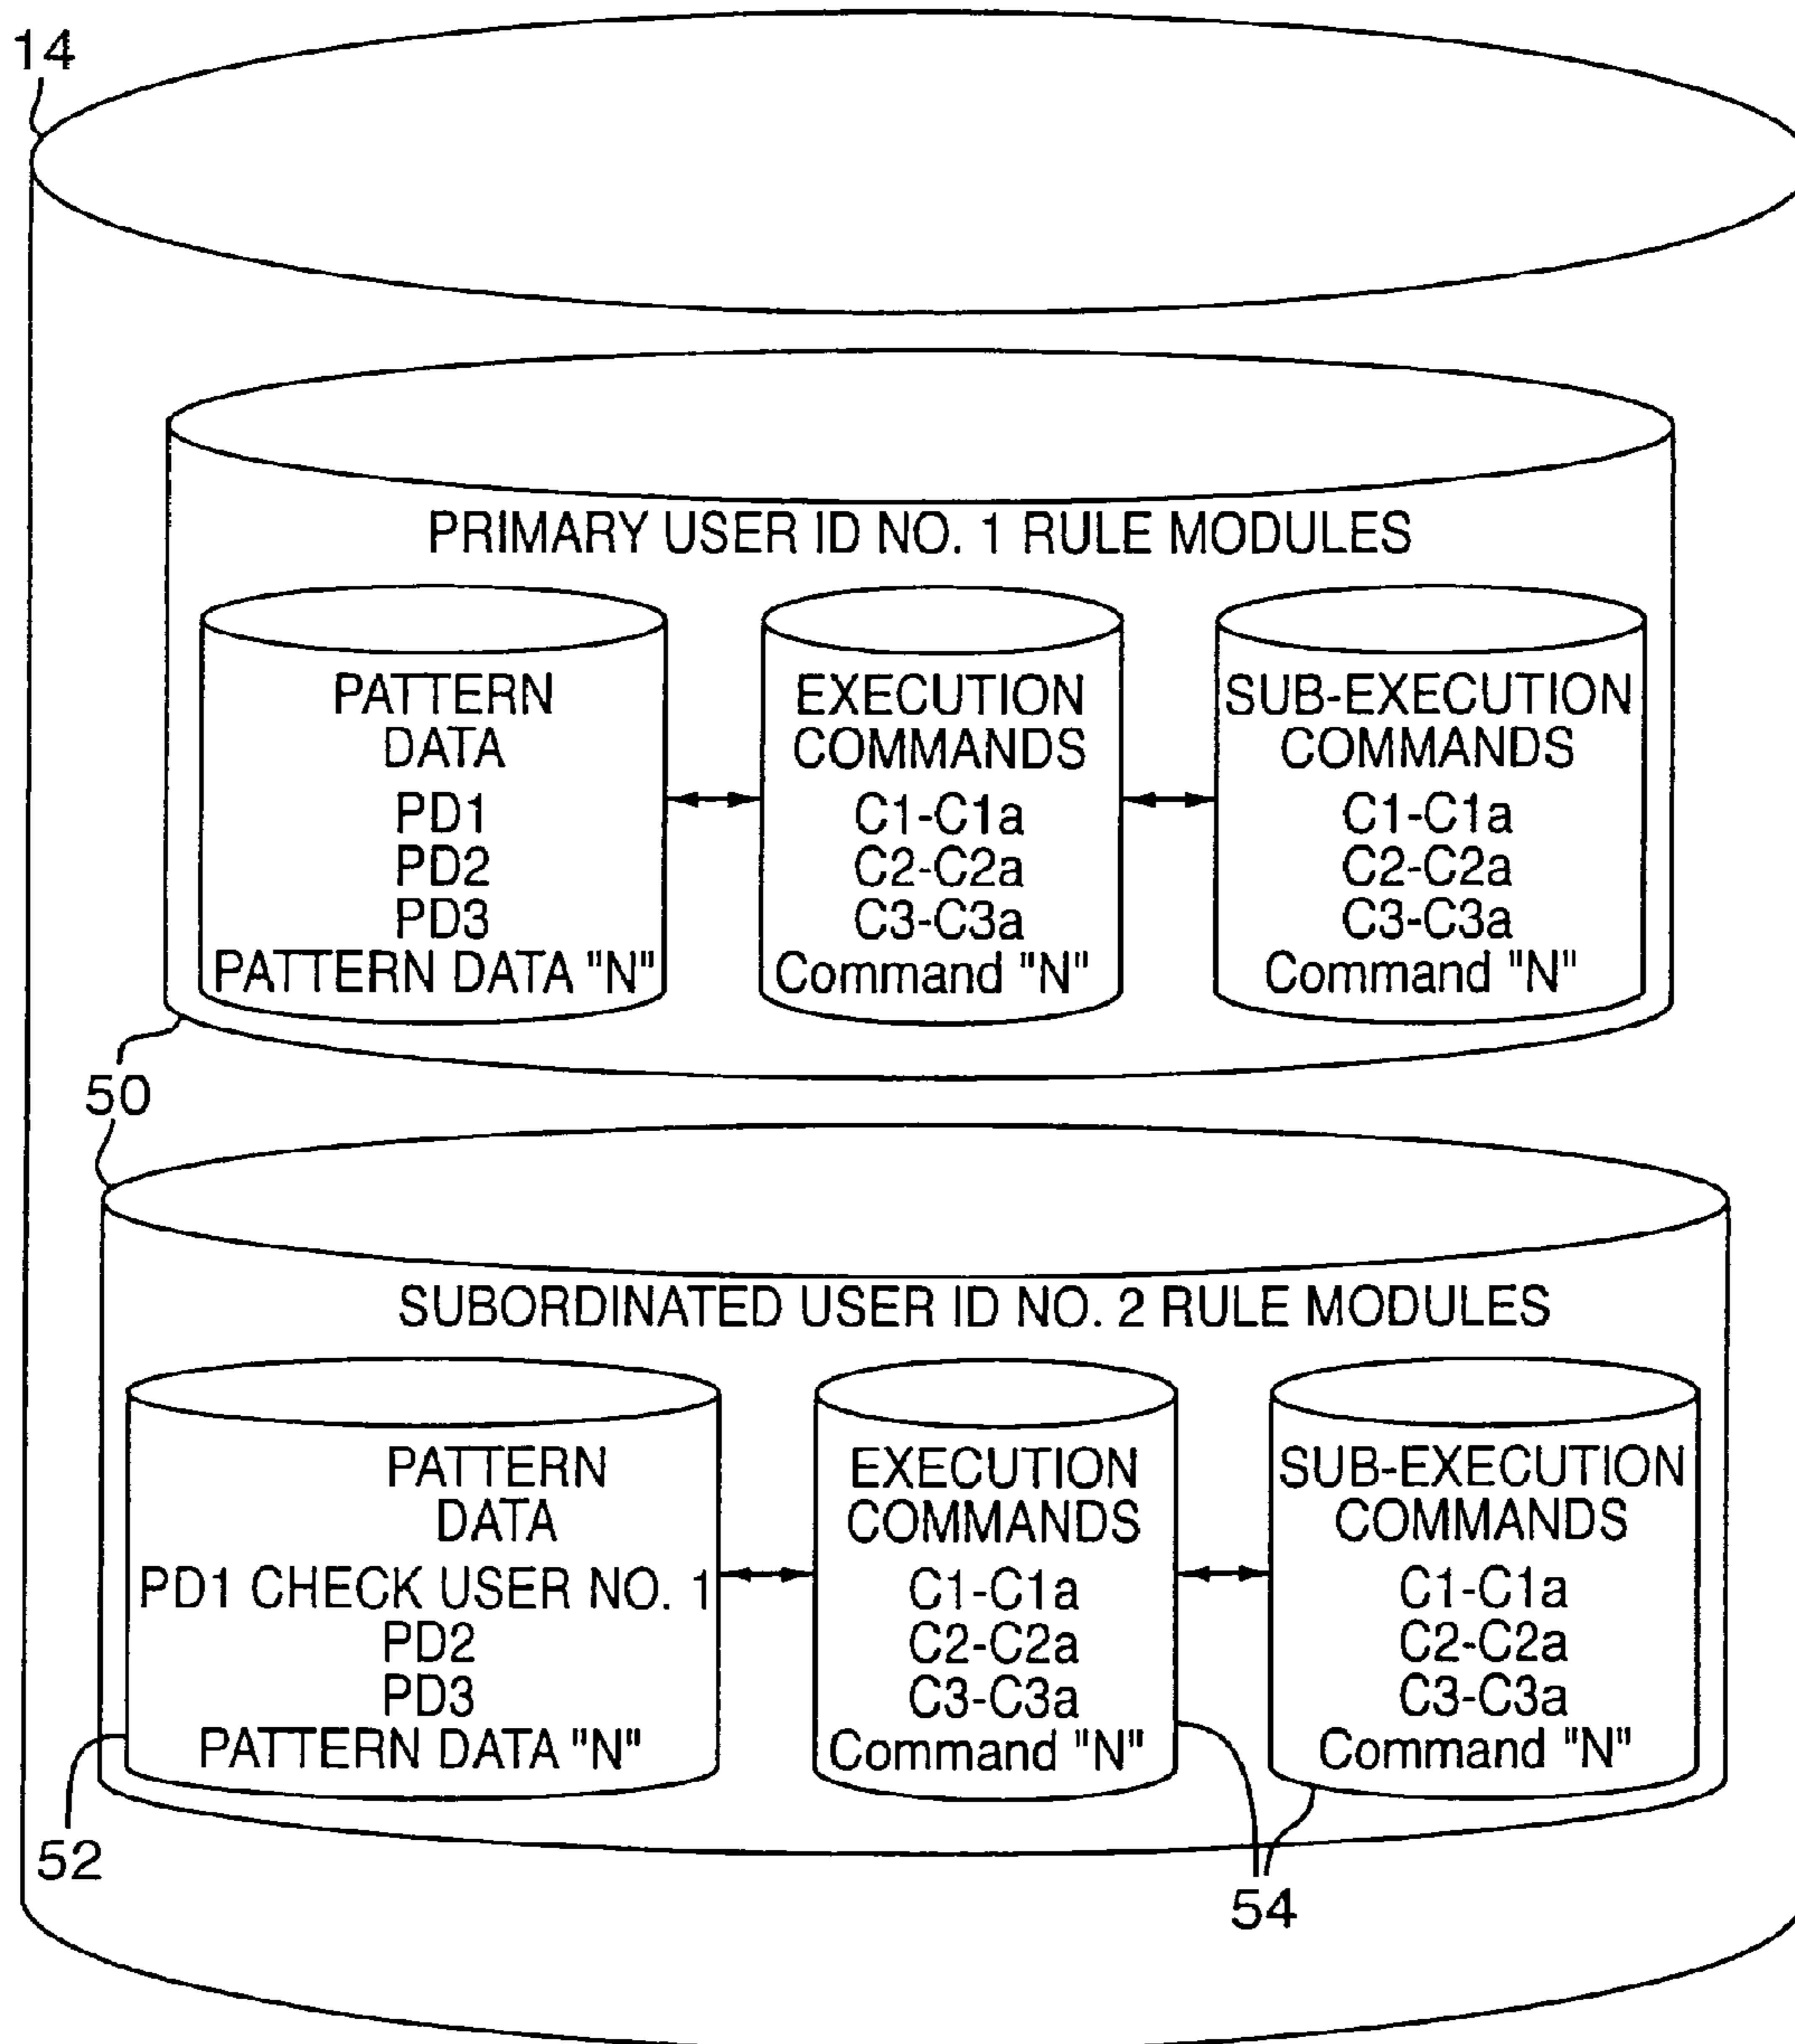 14
PRIMARY USER ID NO. 1 RULE MODULES
PATTERN
DATA
PD1
PD2
PD3
PATTERN DATA "N"
EXECUTION
COMMANDS
C1-C1a
C2-C2a
C3-C3a
Command "N"
SUB-EXECUTION
COMMANDS
C1-C1a
C2-C2a
C3-C3a
Command "N"
50
SUBORDINATED USER ID NO. 2 RULE MODULES
PATTERN
DATA
PD1 CHECK USER NO. 1
PD2
PD3
PATTERN DATA "N"
EXECUTION
COMMANDS
C1-C1a
C2-C2a
C3-C3a
Command "N"
SUB-EXECUTION
COMMANDS
C1-C1a
C2-C2a
C3-C3a
Command "N"
52
54